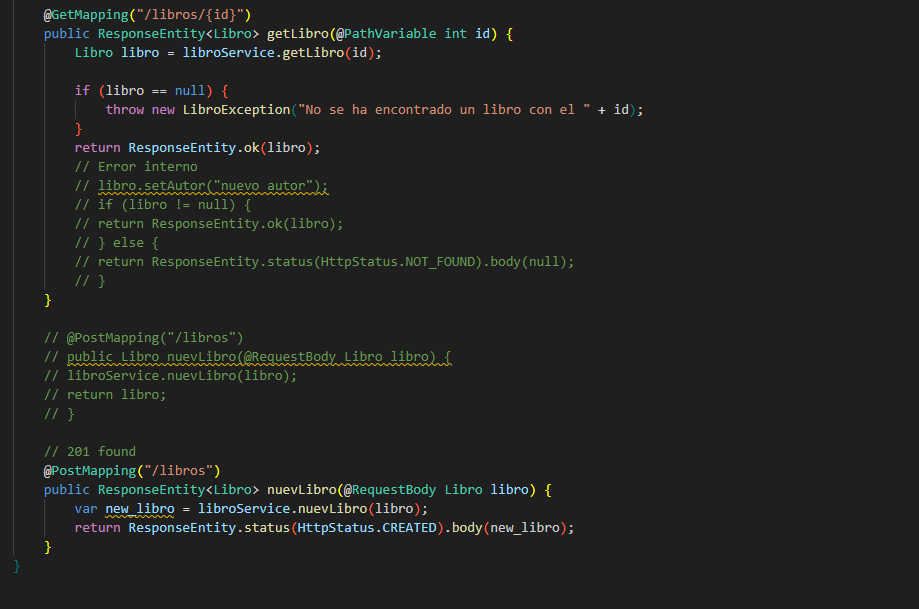 @GetMapping("/libros/{id}")
public ResponseEntity<Libro> getLibro(@PathVariable int id) {
Libro libro = libroService.getLibro(id);
if (libro == null) {
throw new LibroException("No se ha encontrado un libro con el " + id);
}
return ResponseEntity.ok(libro);
// Error interno
// libro.setAutor("nuevo autor");
// if (libro != null) {
// return ResponseEntity.ok(libro);
// } else {
// return ResponseEntity.status(HttpStatus.NOT_FOUND).body(null);
// }
}
// @PostMapping("/libros")
// public Libro nuevLibro(@RequestBody Libro libro) {
// libroService.nuevLibro(libro);
// return libro;
// }
// 201 found
@PostMapping("/libros")
public ResponseEntity<Libro> nuevLibro(@RequestBody Libro libro) {
var new_libro = libroService.nuevLibro(libro);
return ResponseEntity.status(HttpStatus.CREATED).body(new_libro);
}
}